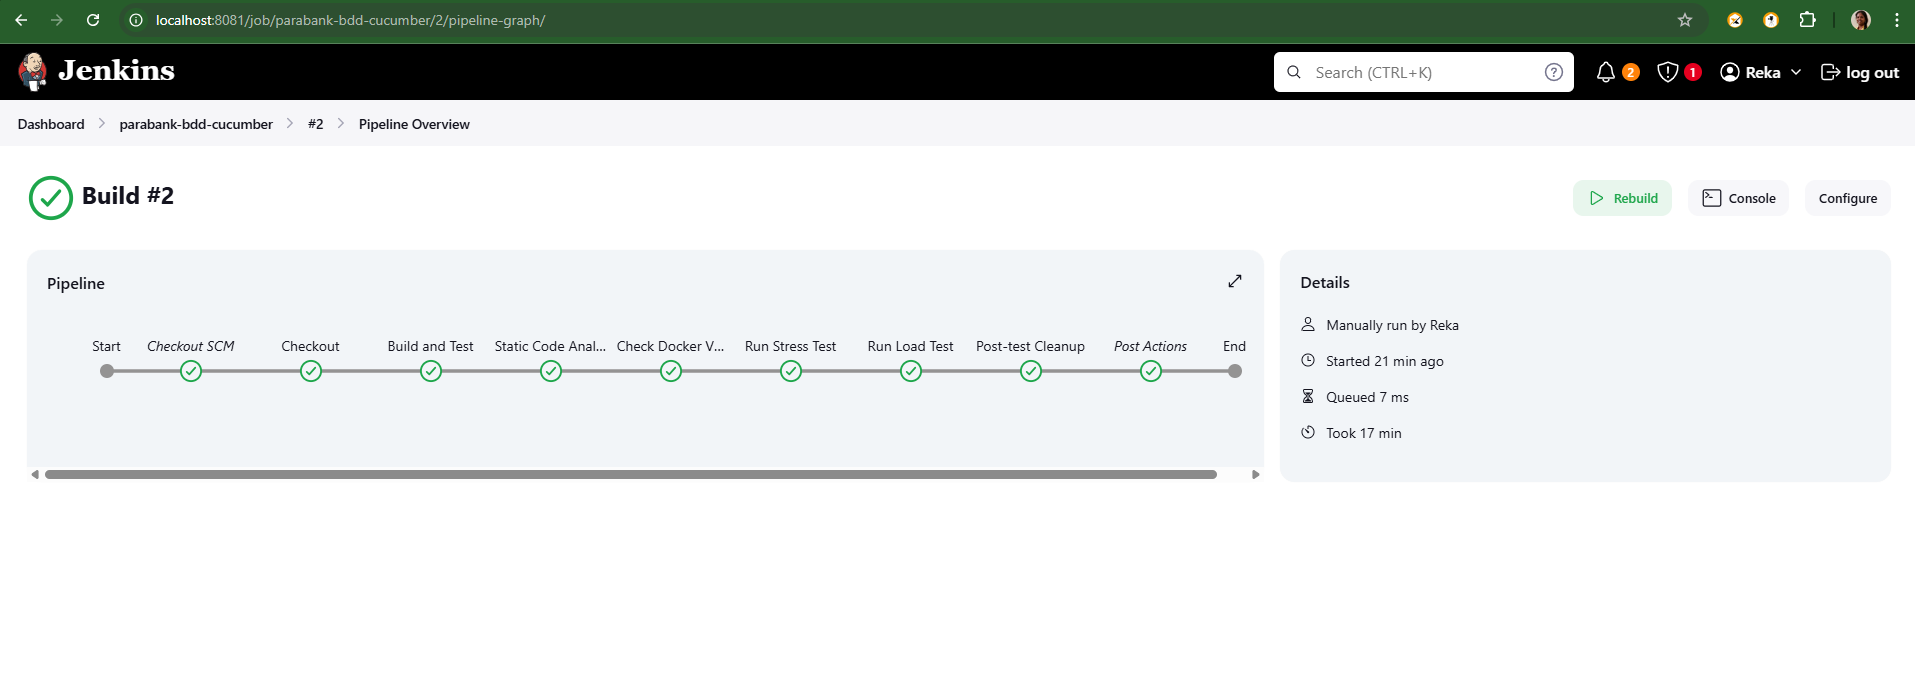 localhost:8081/job/parabank-bdd-cucumber/2/pipeline-graph/
Jenkins
Search (CTRL+K)
?
2
1
Reka
log out
Dashboard
parabank-bdd-cucumber
#2
Pipeline Overview
Build #2
Rebuild
Console
Configure
Pipeline
Start
Checkout SCM
Checkout
Build and Test
Static Code Anal...
Check Docker V...
Run Stress Test
Run Load Test
Post-test Cleanup
Post Actions
End
Details
Manually run by Reka
Started 21 min ago
Queued 7 ms
Took 17 min